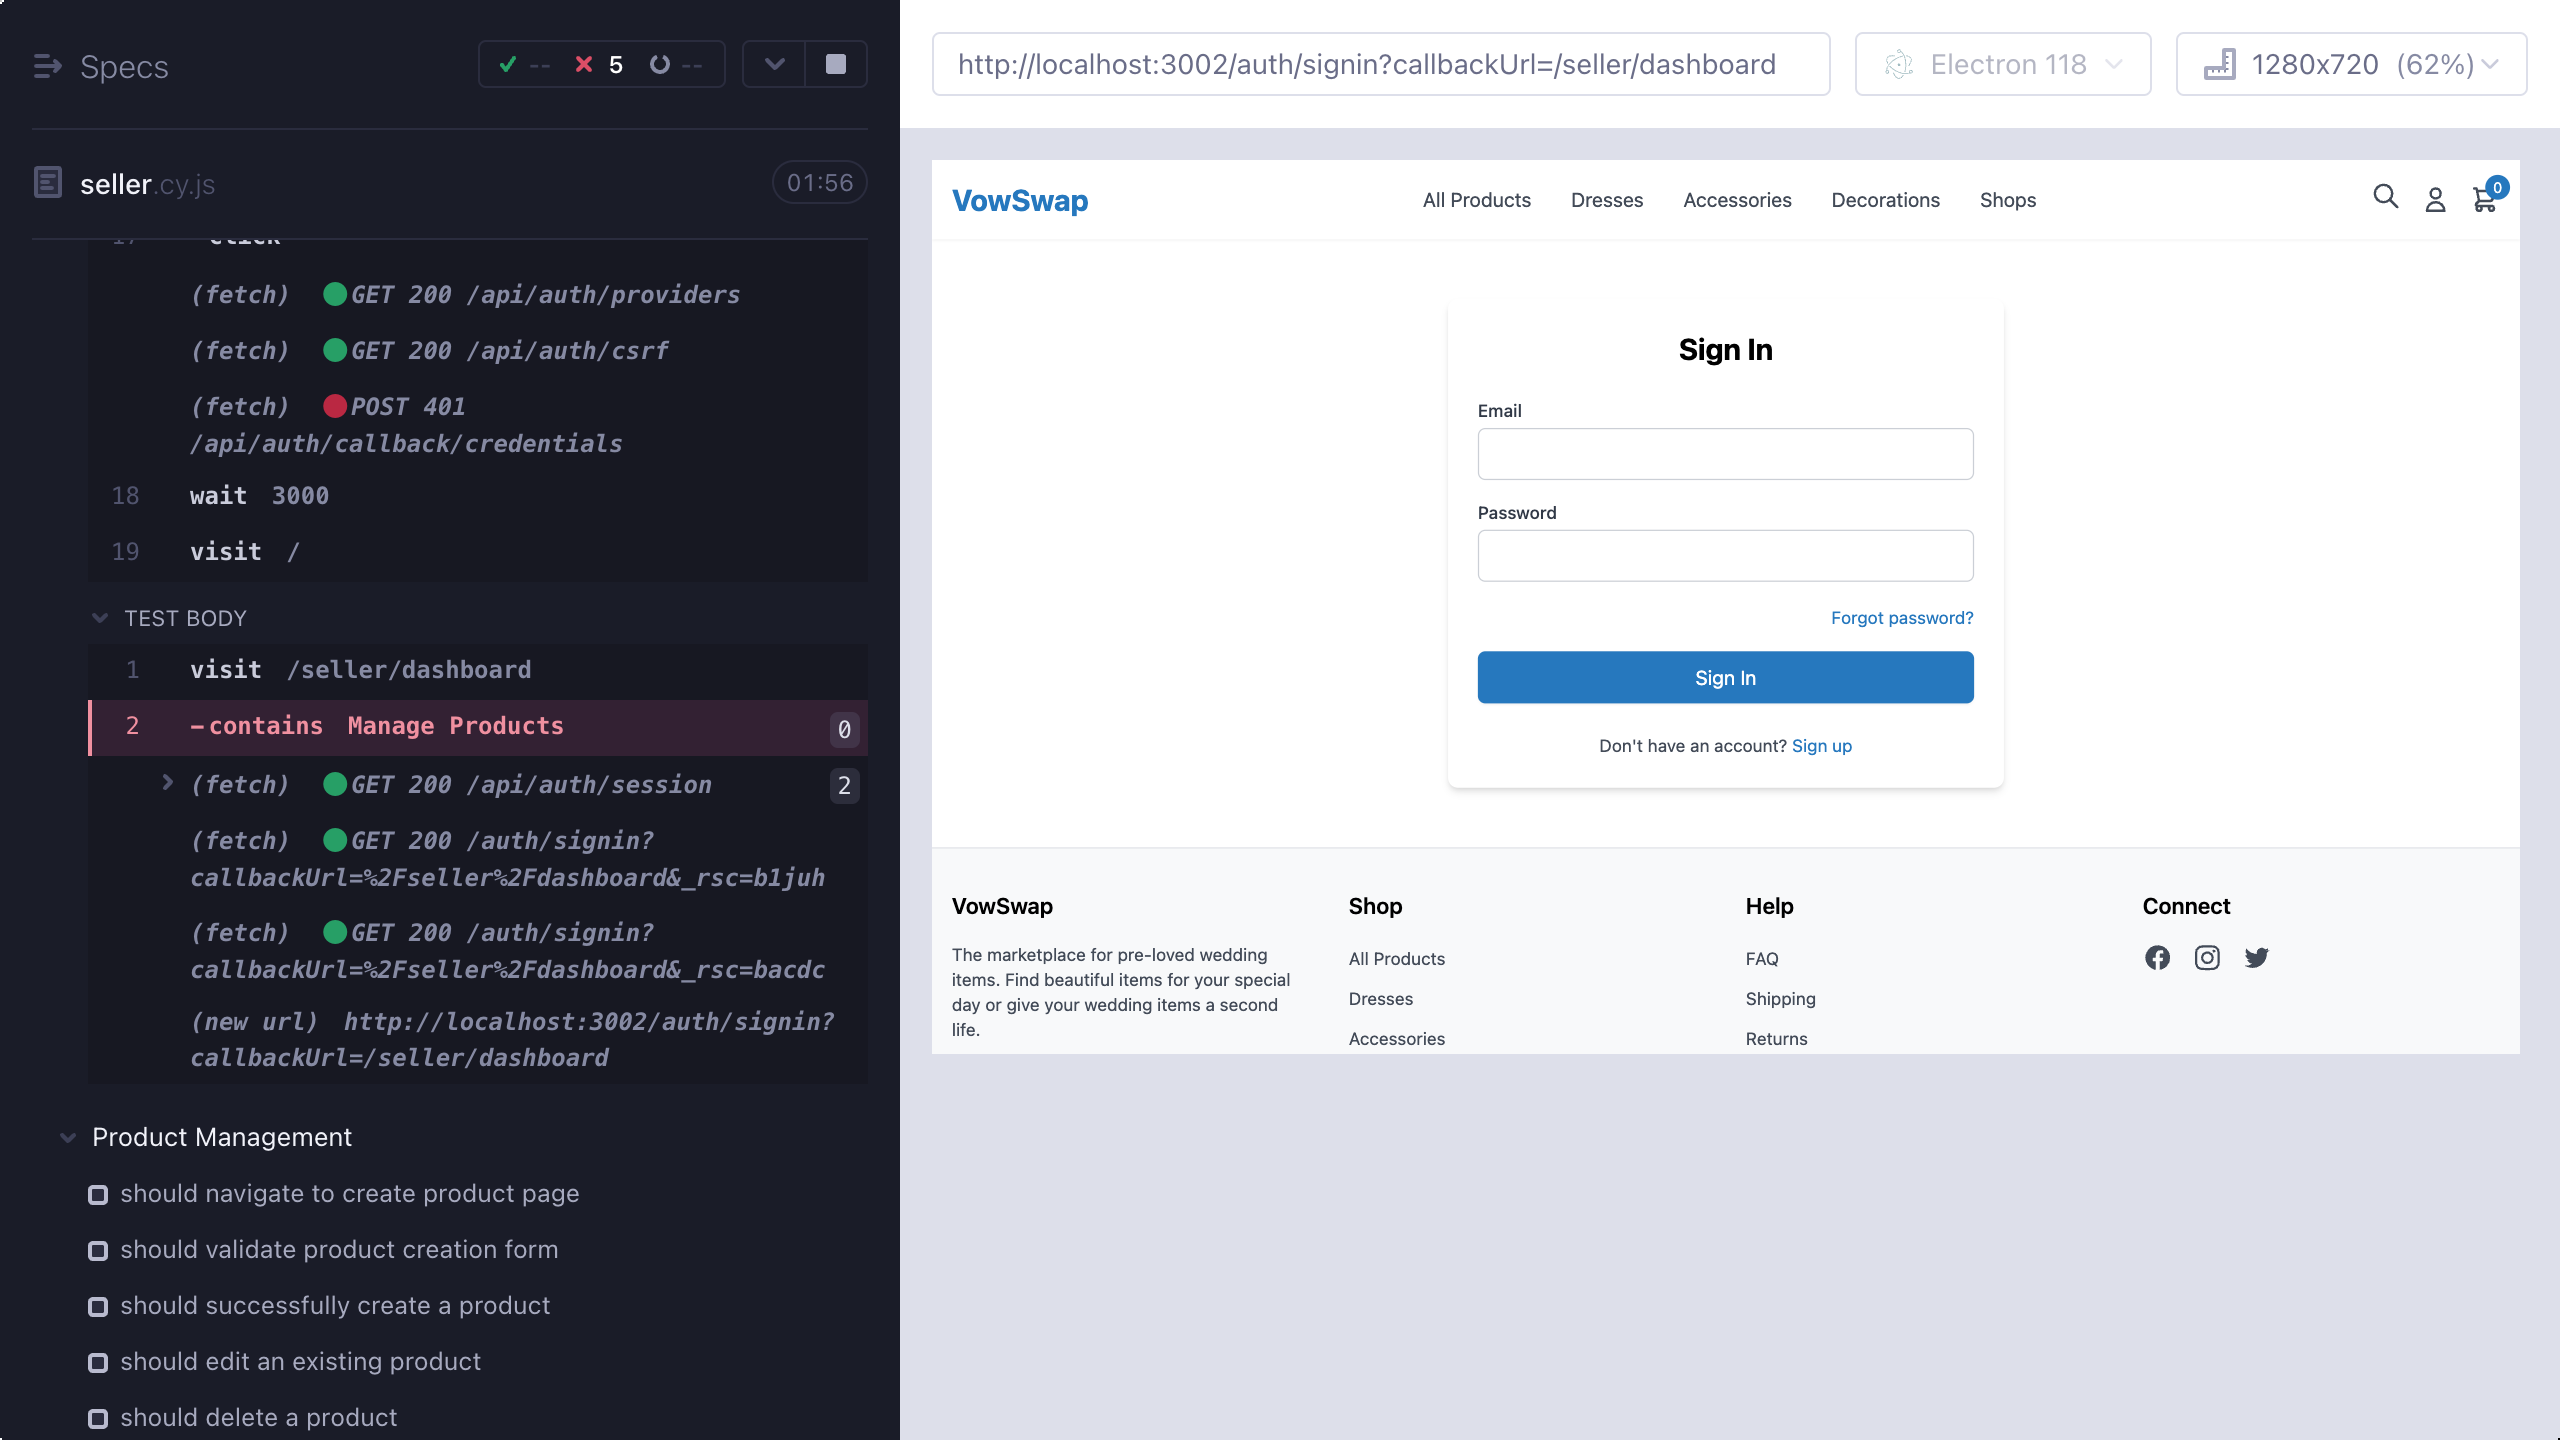 Specs
-- 5 --
seller.cy.js
01:56
17 click
(fetch) GET 200 /api/auth/providers
(fetch) GET 200 /api/auth/csrf
(fetch) POST 401
/api/auth/callback/credentials
18 wait 3000
19 visit /
TEST BODY
1 visit /seller/dashboard
2 -contains Manage Products 0
(fetch) GET 200 /api/auth/session 2
(fetch) GET 200 /auth/signin?
callbackUrl=%2Fseller%2Fdashboard&_rsc=b1juh
(fetch) GET 200 /auth/signin?
callbackUrl=%2Fseller%2Fdashboard&_rsc=bacdc
(new url) http://localhost:3002/auth/signin?
callbackUrl=/seller/dashboard
Product Management
should navigate to create product page
should validate product creation form
should successfully create a product
should edit an existing product
should delete a product
http://localhost:3002/auth/signin?callbackUrl=/seller/dashboard
Electron 118
1280x720 (62%)
VowSwap
All Products Dresses Accessories Decorations Shops
0
Sign In
Email
Password
Forgot password?
Sign In
Don't have an account? Sign up
VowSwap
The marketplace for pre-loved wedding
items. Find beautiful items for your special
day or give your wedding items a second
life.
Shop
All Products
Dresses
Accessories
Help
FAQ
Shipping
Returns
Connect